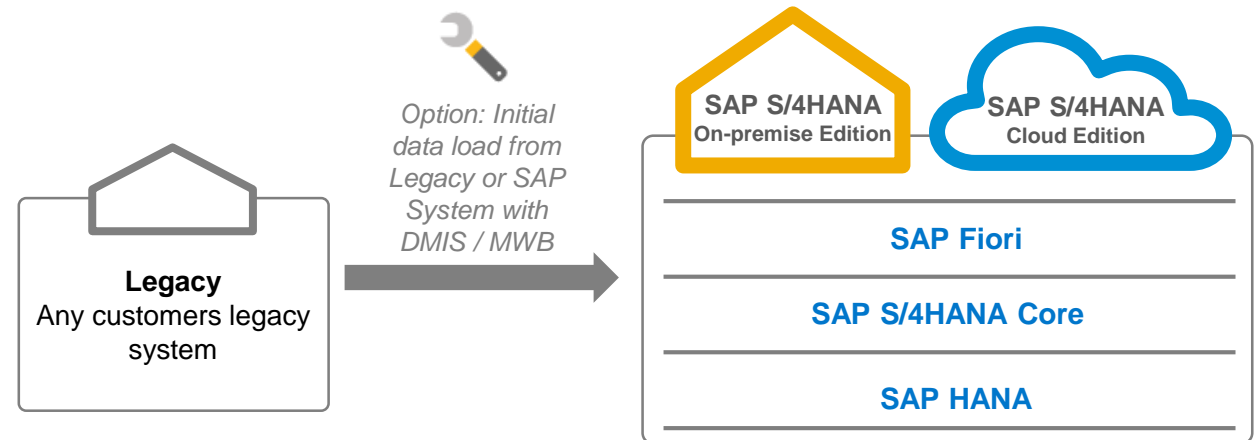 Legacy
Any customers legacy
system
Option: Initial
data load from
Legacy or SAP
System with
DMIS / MWB
SAP S/4HANA
On-premise Edition
SAP S/4HANA
Cloud Edition
SAP Fiori
SAP S/4HANA Core
SAP HANA